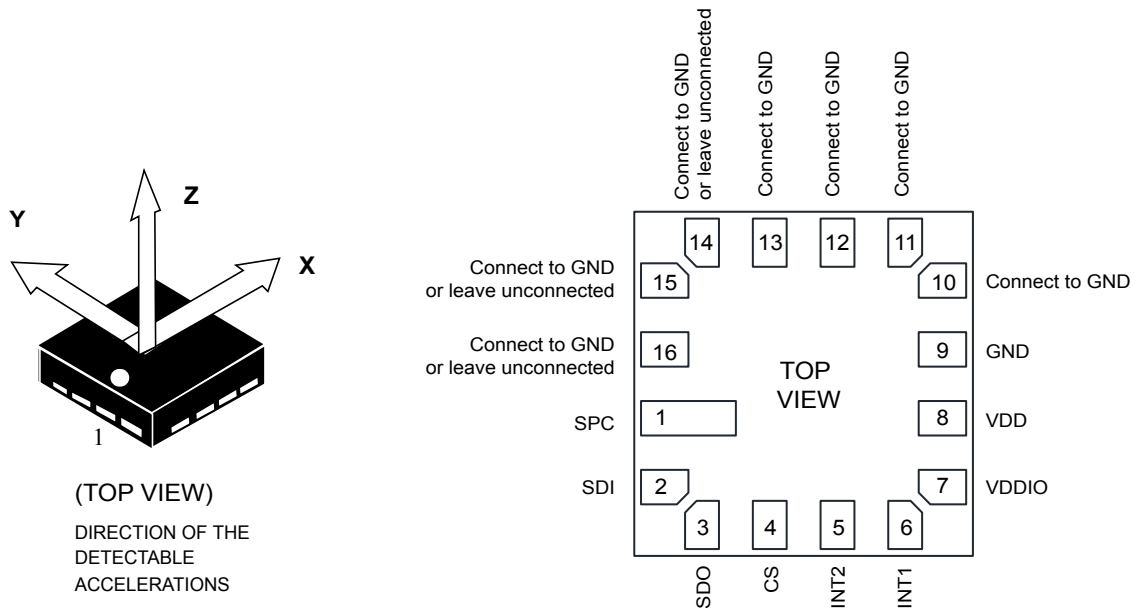 Z
Y
X
1
(TOP VIEW)
DIRECTION OF THE
DETECTABLE
ACCELERATIONS
Connect to GND
or leave unconnected
Connect to GND
Connect to GND
Connect to GND
14
13
12
11
Connect to GND
or leave unconnected
15
10
Connect to GND
Connect to GND
or leave unconnected
16
9
GND
TOP
VIEW
SPC
1
8
VDD
SDI
2
7
VDDIO
3
4
5
6
SDO
CS
INT2
INT1